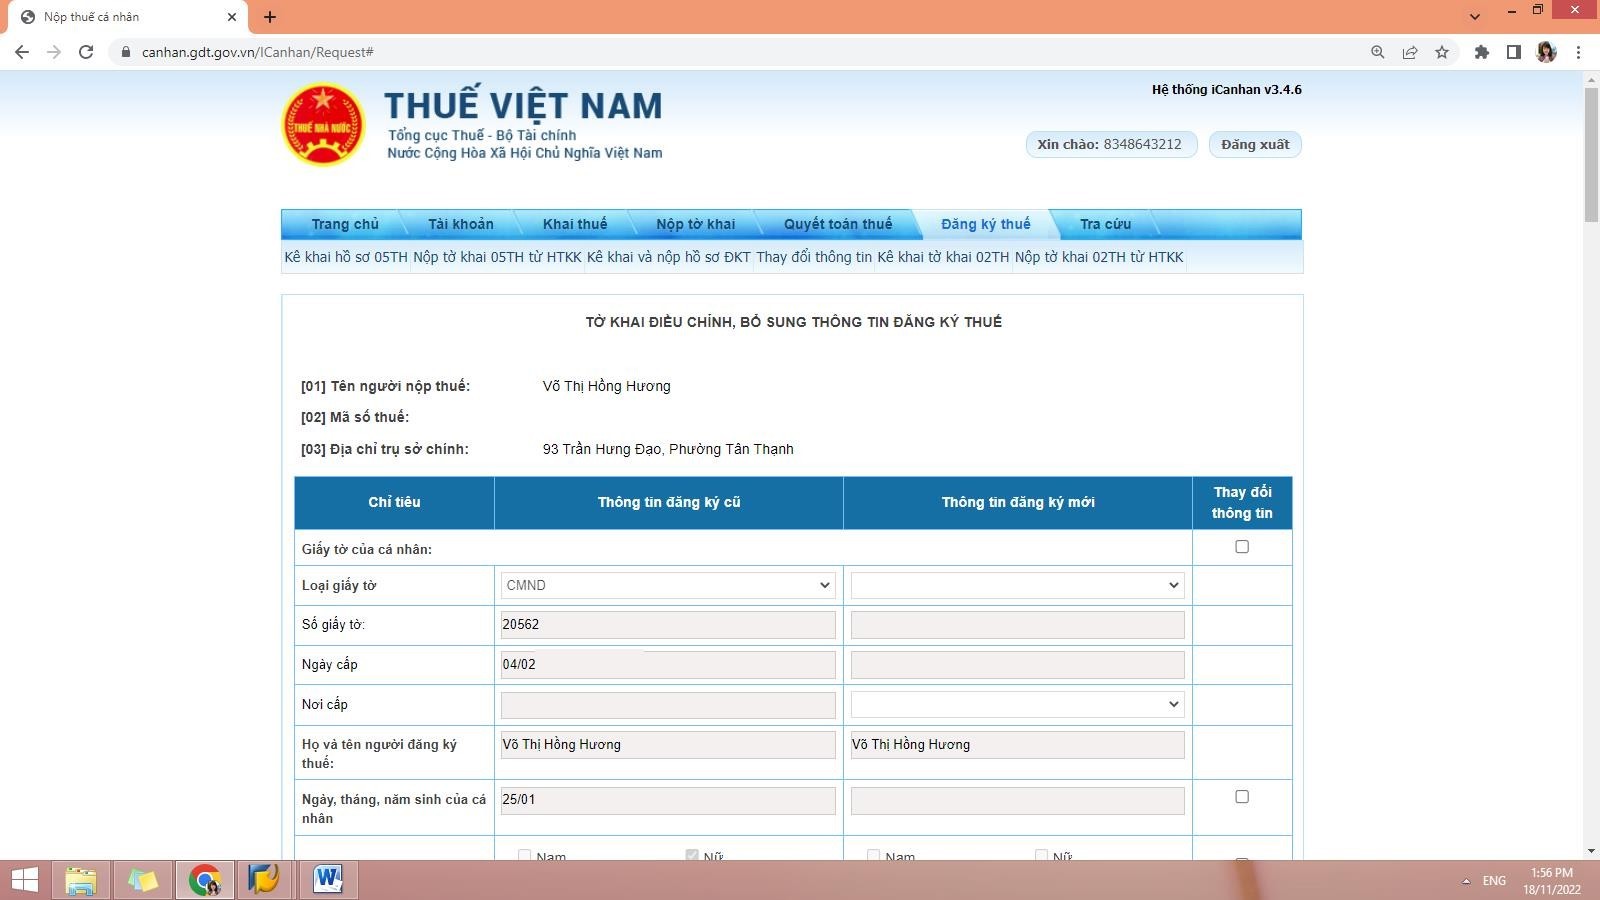 Nộp thuế cá nhân
canhan.gdt.gov.vn/ICanhan/Request#
Hệ thống iCanhan v3.4.6
THUẾ NHÀ NƯỚC
THUẾ VIỆT NAM
Tổng cục Thuế - Bộ Tài chính
Nước Cộng Hòa Xã Hội Chủ Nghĩa Việt Nam
Xin chào: 8348643212 Đăng xuất
Trang chủ Tài khoản Khai thuế Nộp tờ khai Quyết toán thuế Đăng ký thuế Tra cứu
Kê khai hồ sơ 05TH Nộp tờ khai 05TH từ HTKK Kê khai và nộp hồ sơ ĐKT Thay đổi thông tin Kê khai tờ khai 02TH Nộp tờ khai 02TH từ HTKK
TỜ KHAI ĐIỀU CHỈNH, BỔ SUNG THÔNG TIN ĐĂNG KÝ THUẾ
[01] Tên người nộp thuế: Võ Thị Hồng Hương
[02] Mã số thuế:
[03] Địa chỉ trụ sở chính: 93 Trần Hưng Đạo, Phường Tân Thạnh
Chỉ tiêu Thông tin đăng ký cũ Thông tin đăng ký mới Thay đổi
thông tin
Giấy tờ của cá nhân:
Loại giấy tờ CMND
Số giấy tờ: 20562
Ngày cấp 04/02
Nơi cấp
Họ và tên người đăng ký Võ Thị Hồng Hương Võ Thị Hồng Hương
thuế:
Ngày, tháng, năm sinh của cá 25/01
nhân
Nam Nữ Nam Nữ
ENG 1:56 PM
18/11/2022